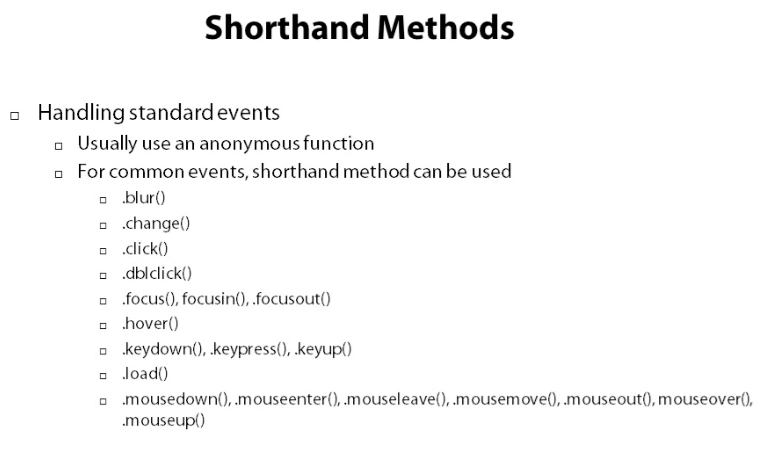 Shorthand Methods
Handling standard events
Usually use an anonymous function
For common events, shorthand method can be used
.blur()
.change()
.click()
.dblclick()
.focus(), focusin(), .focusout()
.hover()
.keydown(), .keypress(), .keyup()
.load()
.mousedown(), .mouseenter(), .mouseleave(), .mousemove(), .mouseout(), mouseover(),
.mouseup()